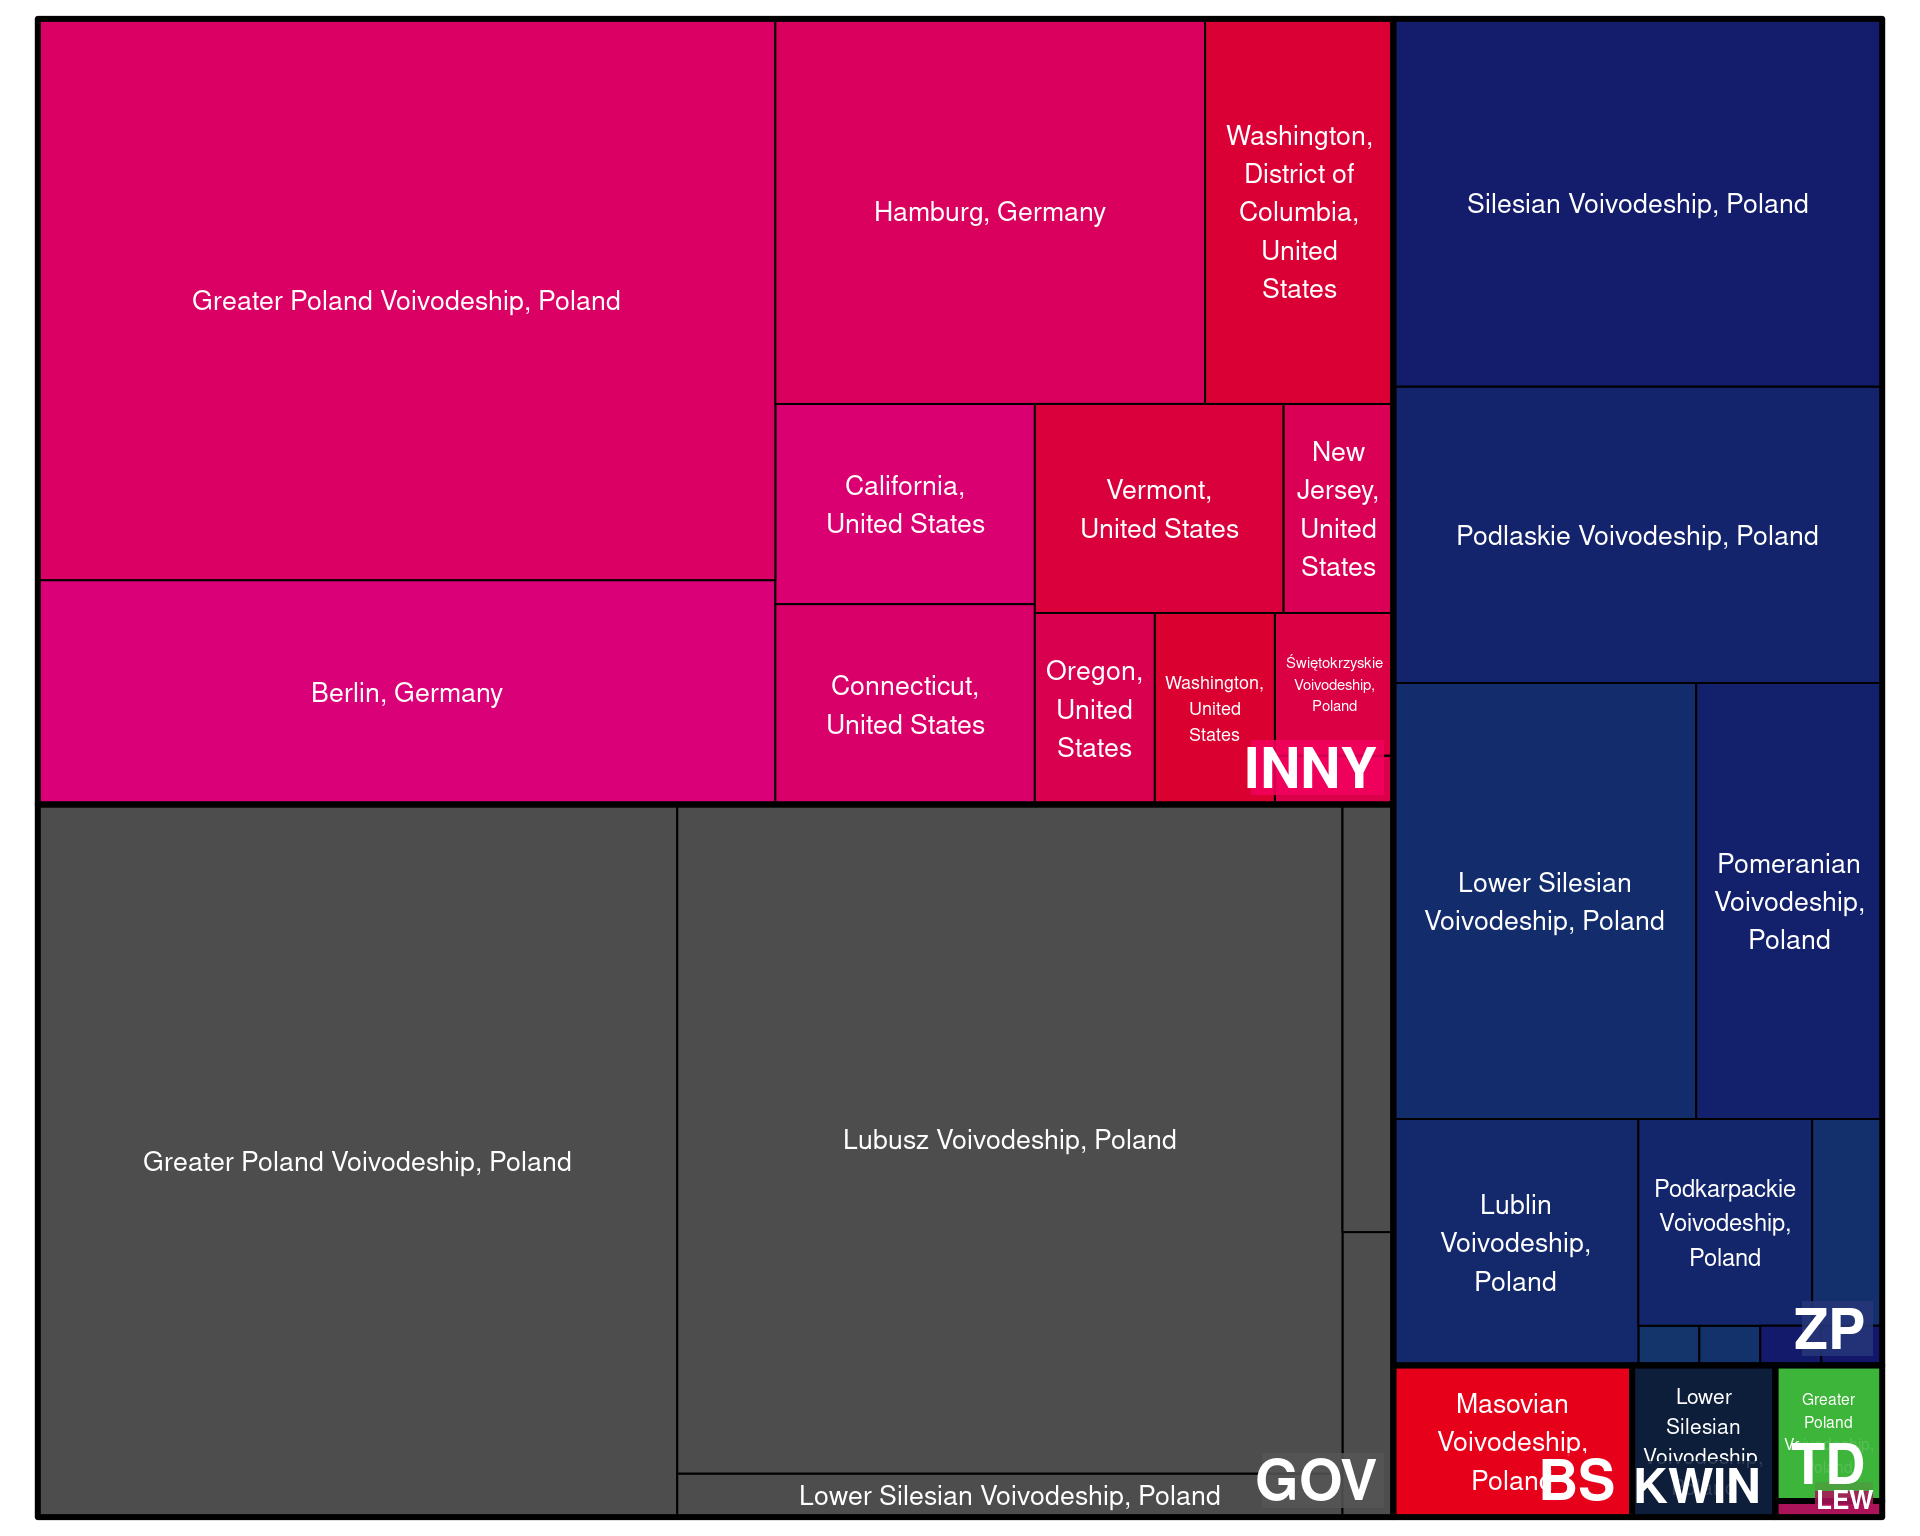 Greater Poland Voivodeship, Poland
Berlin, Germany
Hamburg, Germany
Washington,
District of
Columbia,
United
States
California,
United States
Connecticut,
United States
Vermont,
United States
New
Jersey,
United
States
Oregon,
United
States
Washington,
United
States
Świętokrzyskie
Voivodeship,
Poland
INNY
Greater Poland Voivodeship, Poland
Lubusz Voivodeship, Poland
Lower Silesian Voivodeship, Poland
GOV
Silesian Voivodeship, Poland
Podlaskie Voivodeship, Poland
Lower Silesian
Voivodeship, Poland
Pomeranian
Voivodeship,
Poland
Lublin
Voivodeship,
Poland
Podkarpackie
Voivodeship,
Poland
ZP
Masovian
Voivodeship,
Poland
BS
Lower
Silesian
Voivodeship,
KWIN
Greater
Poland
TD
LEW